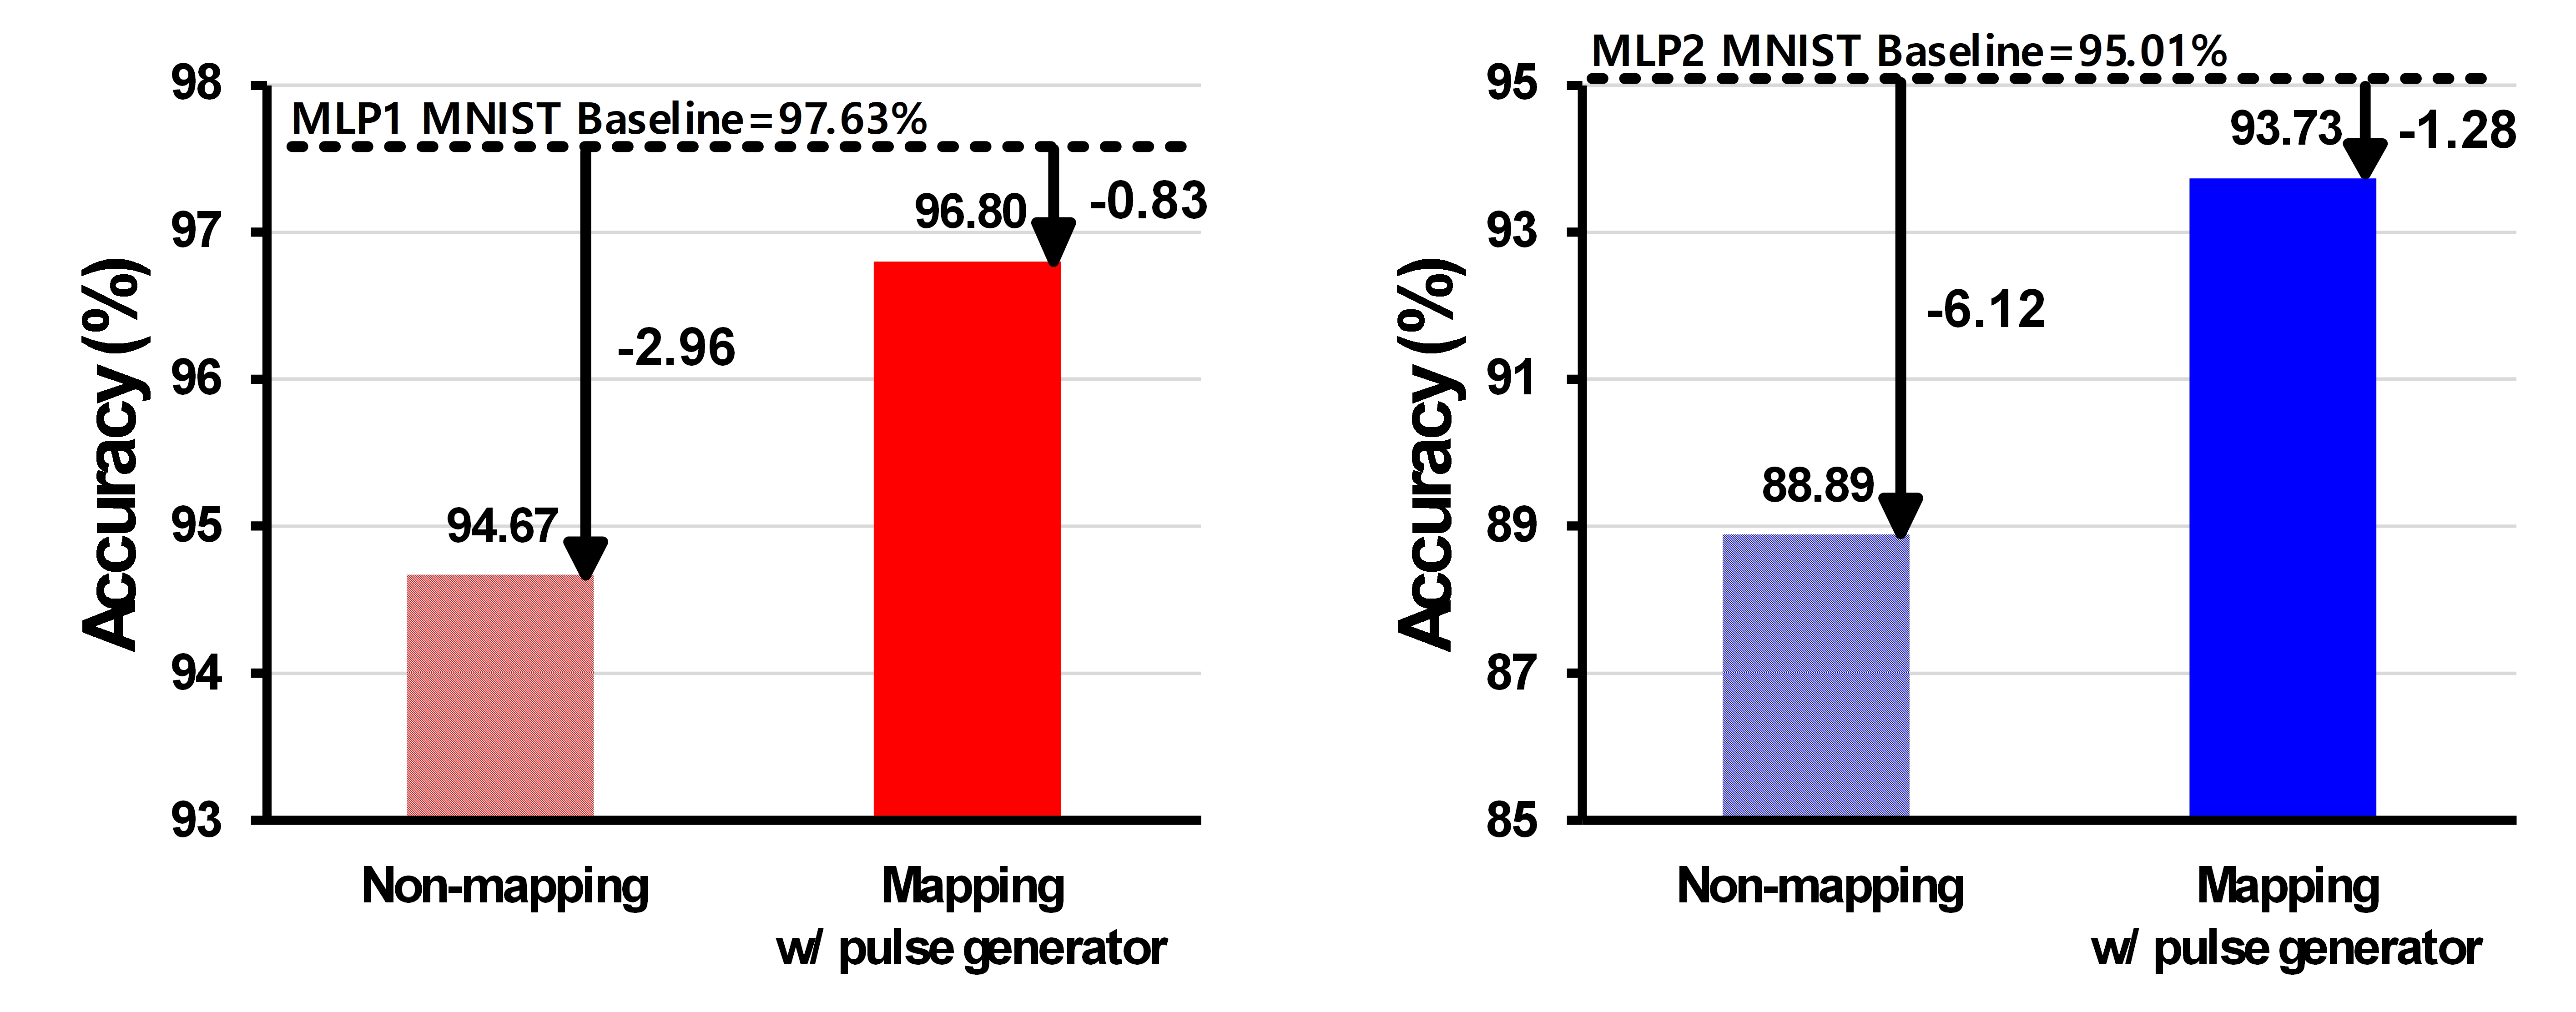 MLP1 MNIST Baseline=97.63%
98
97
96
95
94
93
Accuracy (%)
94.67
-2.96
96.80
-0.83
Non-mapping
Mapping
w/ pulse generator
MLP2 MNIST Baseline=95.01%
95
93
91
89
87
85
Accuracy (%)
88.89
-6.12
93.73
-1.28
Non-mapping
Mapping
w/ pulse generator